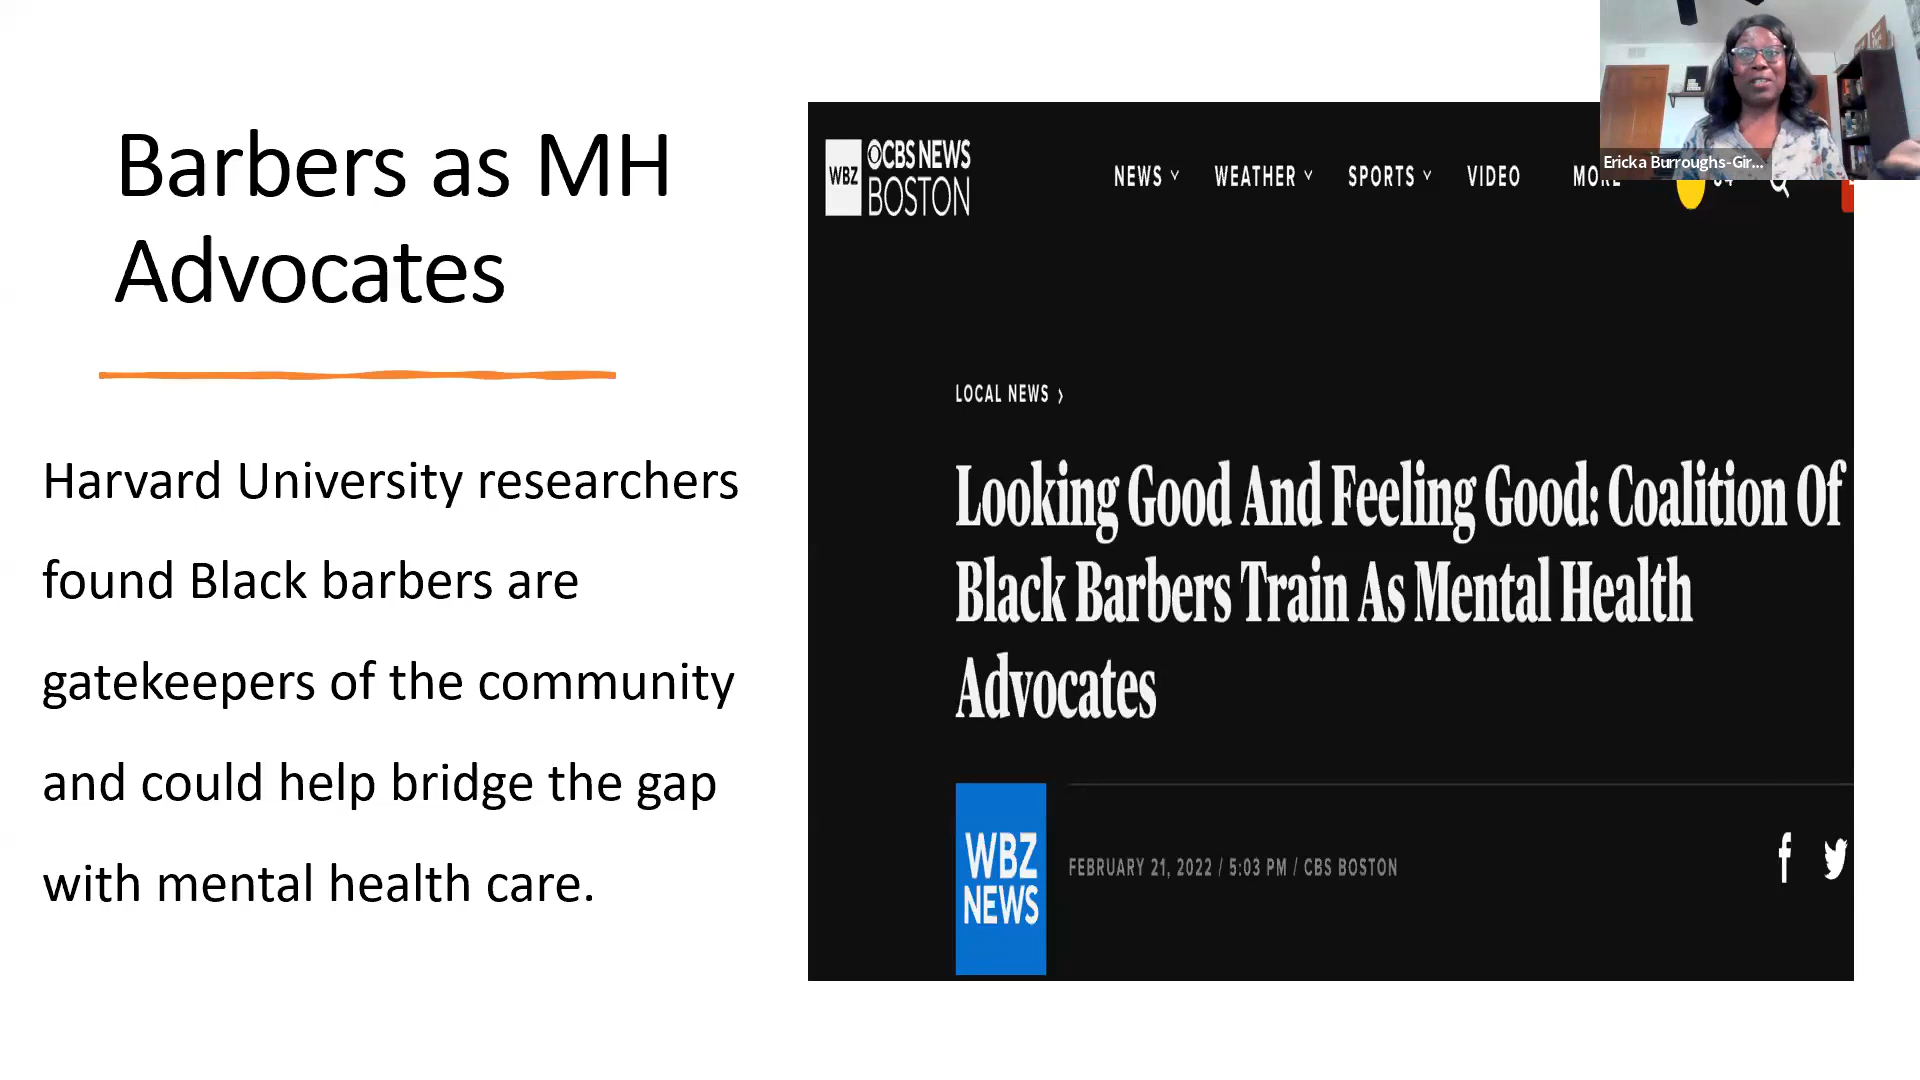 Barbers as MH
Advocates
Harvard University researchers
found Black barbers are
gatekeepers of the community
and could help bridge the gap
with mental health care.
WBZ
CBS NEWS
BOSTON
NEWS
WEATHER
SPORTS
VIDEO
MORE
Ericka Burroughs-Gir...
LOCAL NEWS
Looking Good And Feeling Good: Coalition Of
Black Barbers Train As Mental Health
Advocates
WBZ
NEWS
FEBRUARY 21, 2022 / 5:03 PM / CBS BOSTON